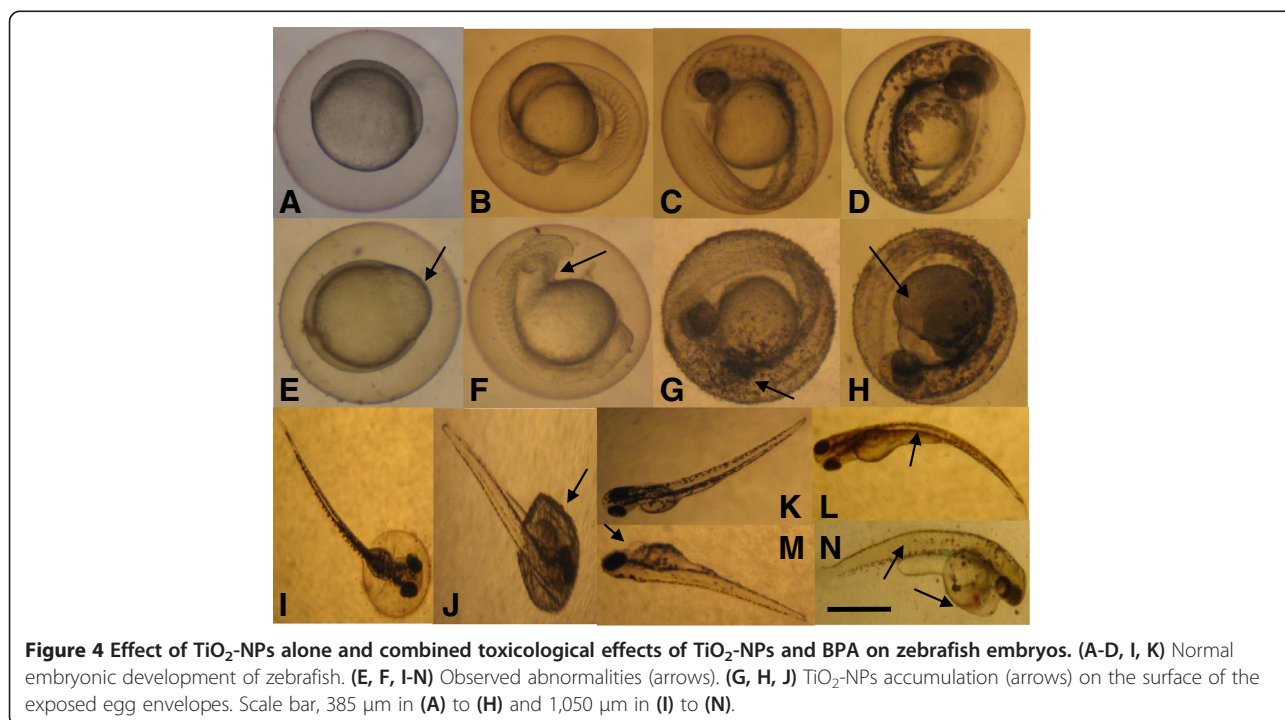 A B C D
E F G H
I J K L
M N
Figure 4 Effect of TiO₂-NPs alone and combined toxicological effects of TiO₂-NPs and BPA on zebrafish embryos. (A-D, I, K) Normal
embryonic development of zebrafish. (E, F, I-N) Observed abnormalities (arrows). (G, H, J) TiO₂-NPs accumulation (arrows) on the surface of the
exposed egg envelopes. Scale bar, 385 μm in (A) to (H) and 1,050 μm in (I) to (N).